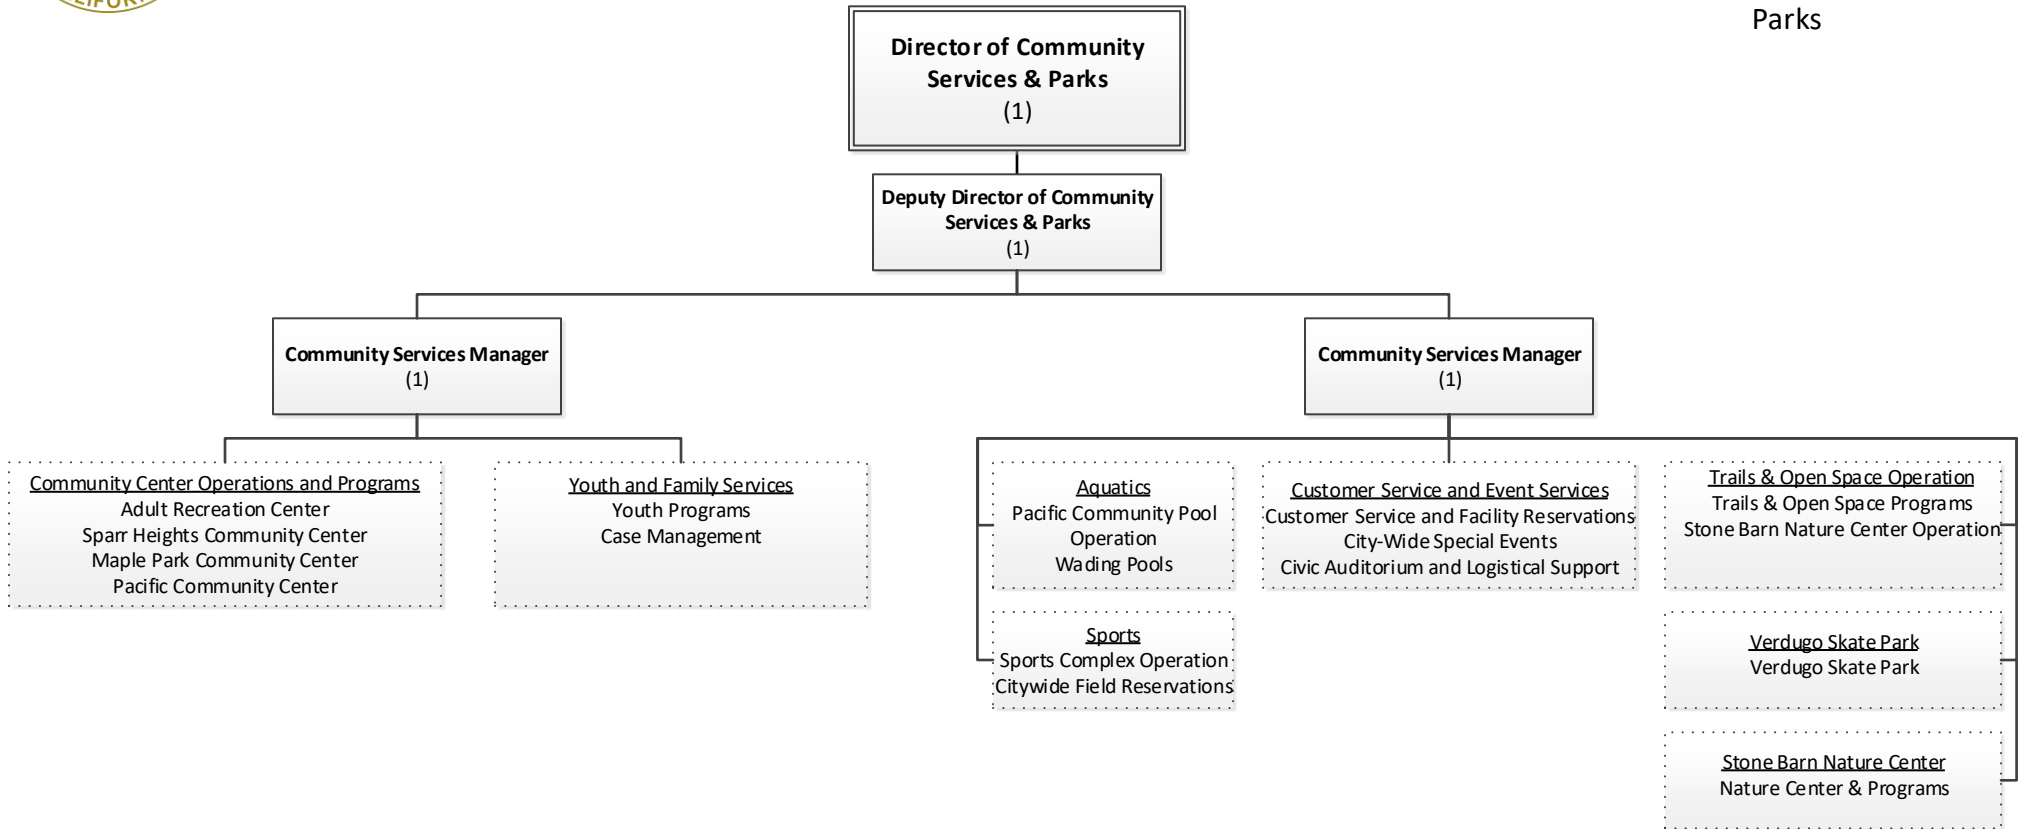 Parks
Director of Community
Services & Parks
(1)
Deputy Director of Community
Services & Parks
(1)
Community Services Manager
(1)
Community Services Manager
(1)
Community Center Operations and Programs
Adult Recreation Center
Sparr Heights Community Center
Maple Park Community Center
Pacific Community Center
Youth and Family Services
Youth Programs
Case Management
Aquatics
Pacific Community Pool
Operation
Wading Pools
Customer Service and Event Services
Customer Service and Facility Reservations
City-Wide Special Events
Civic Auditorium and Logistical Support
Trails & Open Space Operation
Trails & Open Space Programs
Stone Barn Nature Center Operation
Sports
Sports Complex Operation
Citywide Field Reservations
Verdugo Skate Park
Verdugo Skate Park
Stone Barn Nature Center
Nature Center & Programs